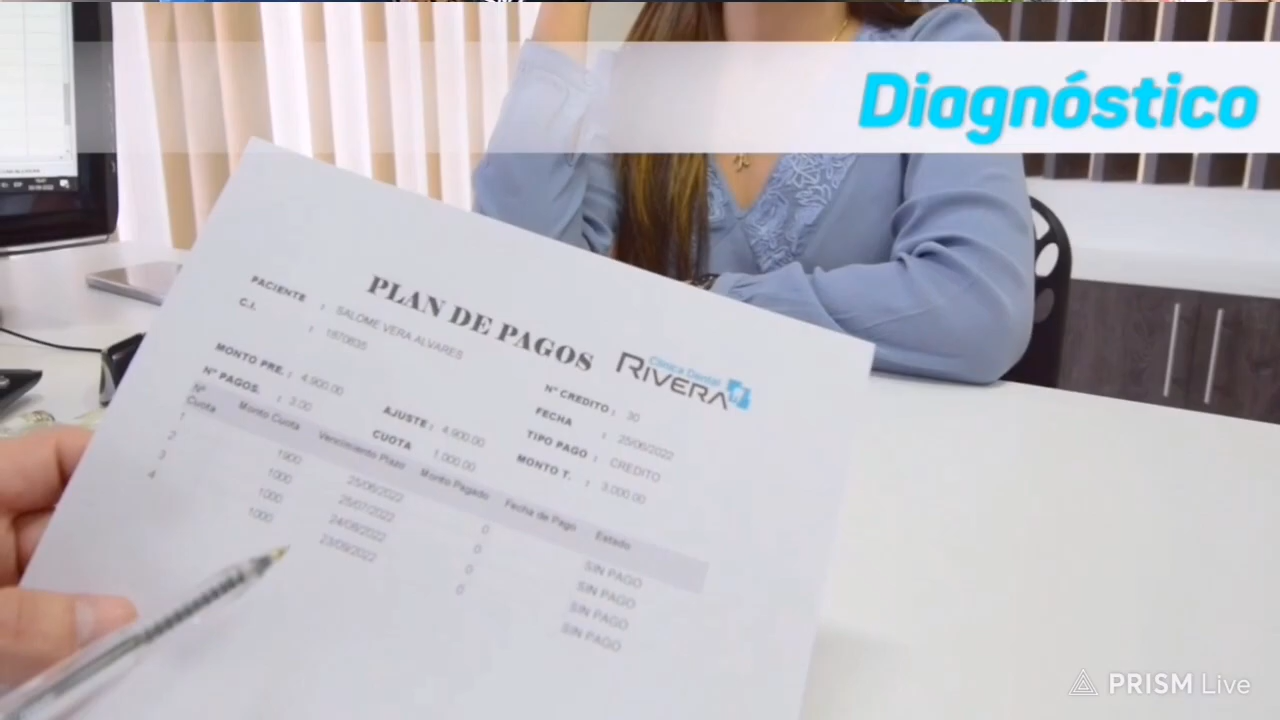 Diagnóstico
PLAN DE PAGOS
Clínica Dental
RIVERA
PACIENTE : SALOME VERA ALVARES
C.I. :
MONTO PRE. : 4.900.00
Nº PAGOS. : 3.00
AJUSTE : 4.900.00
CUOTA 1.000.00
Nº CREDITO : 30
FECHA : 25/06/2022
TIPO PAGO : CREDITO
MONTO T. : 3.000.00
Nº Cuota Monto Cuota Vencimiento Plazo Monto Pagado Fecha de Pago Estado
1 1900 25/06/2022 0 SIN PAGO
2 1000 25/07/2022 0 SIN PAGO
3 1000 24/08/2022 0 SIN PAGO
4 1000 23/09/2022 0 SIN PAGO
PRISM Live